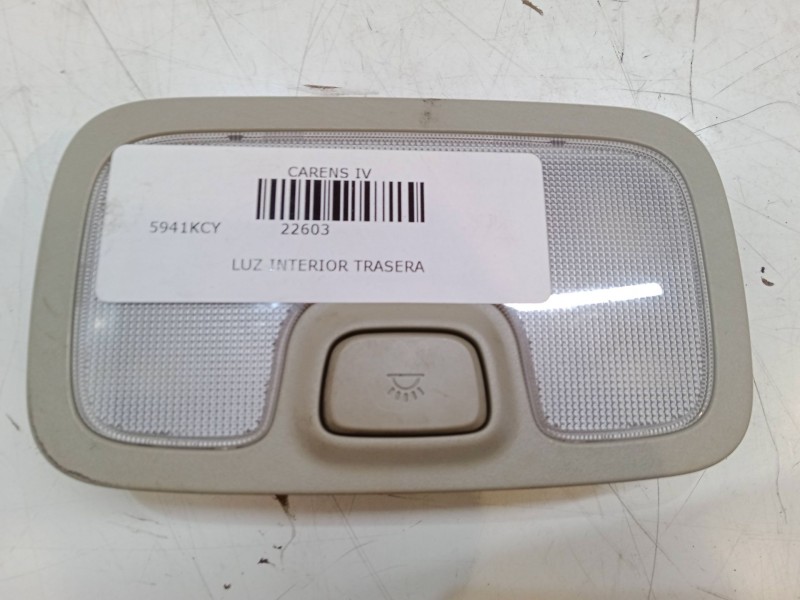 CARENS IV
5941KCY 22603
LUZ INTERIOR TRASERA